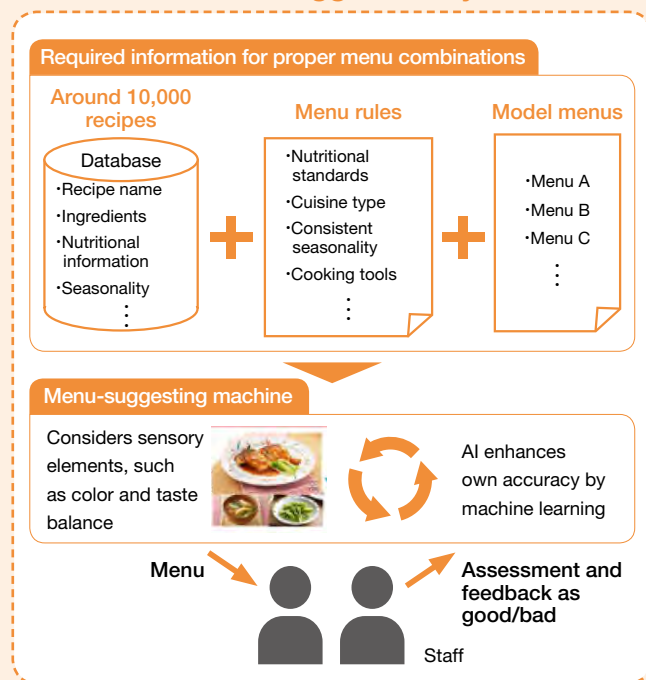 Required information for proper menu combinations
Around 10,000
recipes
Database
・Recipe name
・Ingredients
・Nutritional
information
・Seasonality
⋮
Menu rules
・Nutritional
standards
・Cuisine type
・Consistent
seasonality
・Cooking tools
⋮
Model menus
・Menu A
・Menu B
・Menu C
⋮
Menu-suggesting machine
Considers sensory
elements, such
as color and taste
balance
AI enhances
own accuracy by
machine learning
Menu
Assessment and
feedback as
good/bad
Staff